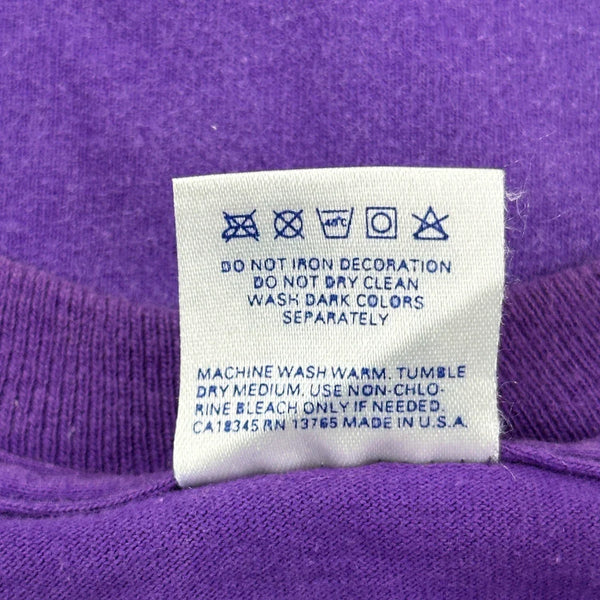 40°C
DO NOT IRON DECORATION
DO NOT DRY CLEAN
WASH DARK COLORS
SEPARATELY
MACHINE WASH WARM. TUMBLE
DRY MEDIUM. USE NON-CHLO-
RINE BLEACH ONLY IF NEEDED.
CA18345 RN 13765 MADE IN U.S.A.